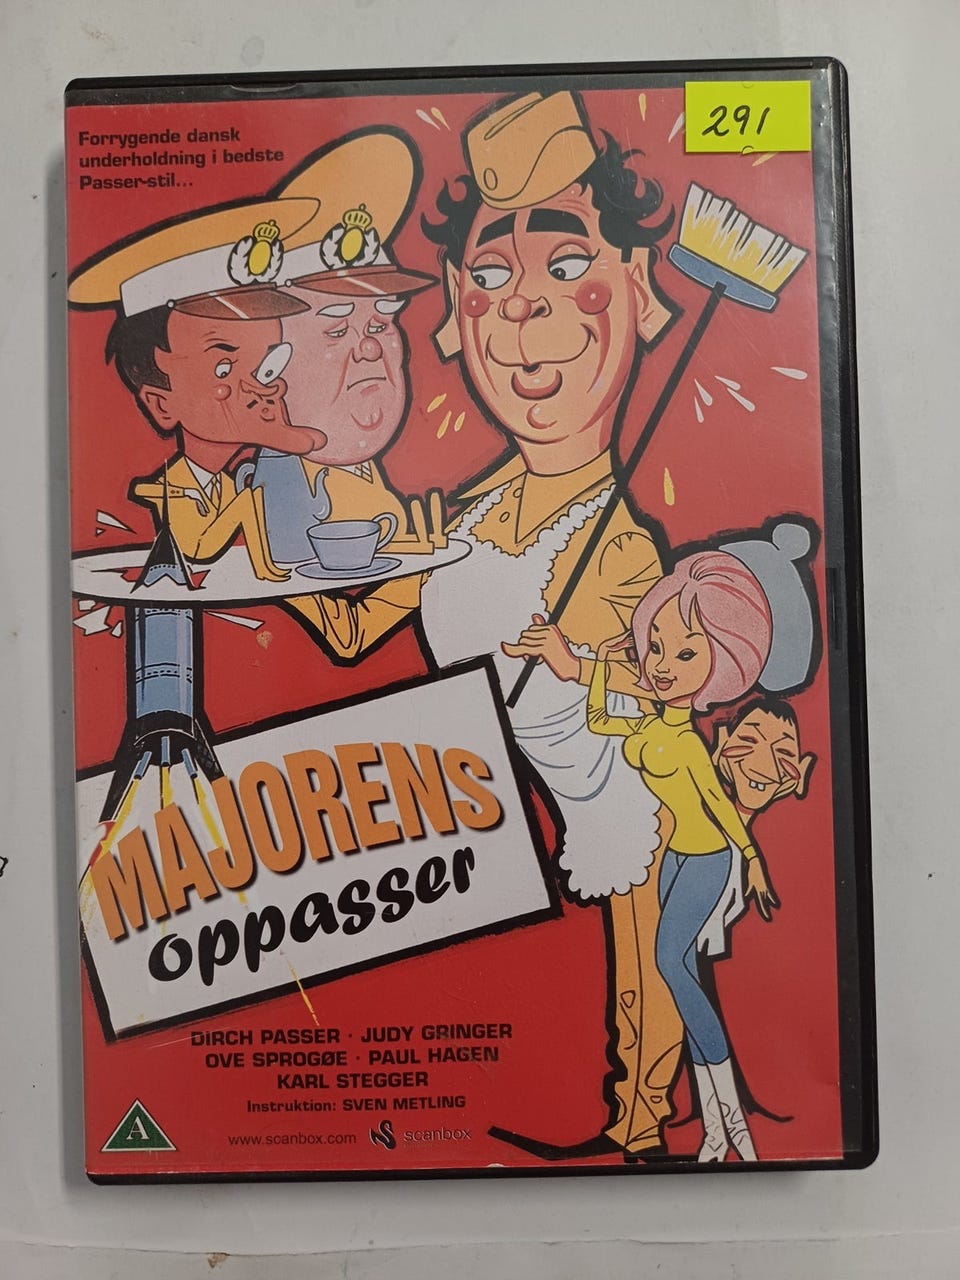 Forrygende dansk
underholdning i bedste
Passer-stil...
291
MAJORENS
oppasser
DIRCH PASSER · JUDY GRINGER
OVE SPROGØE · PAUL HAGEN
KARL STEGGER
Instruktion: SVEN METLING
A
www.scanbox.com scanbox